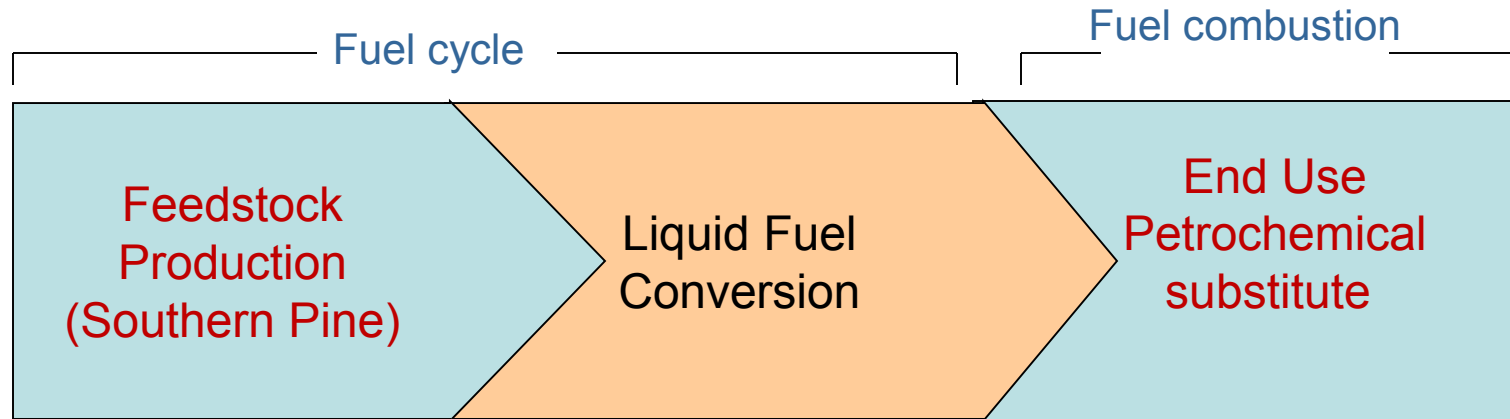 Fuel cycle
Fuel combustion
Feedstock
Production
(Southern Pine)
Liquid Fuel
Conversion
End Use
Petrochemical
substitute